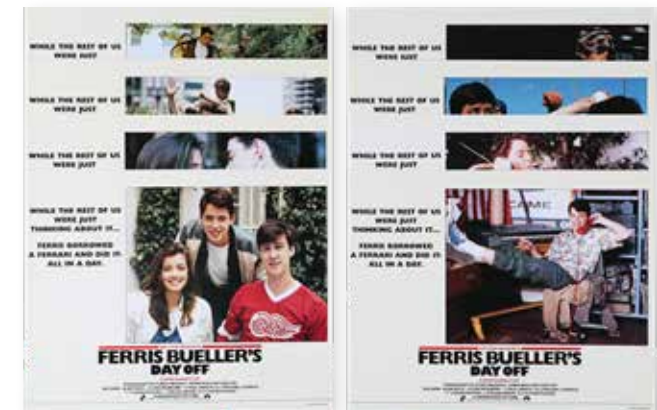 WHILE THE REST OF US
WERE JUST
WHILE THE REST OF US
WERE JUST
WHILE THE REST OF US
WERE JUST
WHILE THE REST OF US
WERE JUST
THINKING ABOUT IT...
FERRIS BORROWED
A FERRARI AND DID IT:
ALL IN A DAY.
FERRIS BUELLER'S
DAY OFF
WHILE THE REST OF US
WERE JUST
WHILE THE REST OF US
WERE JUST
WHILE THE REST OF US
WERE JUST
WHILE THE REST OF US
WERE JUST
THINKING ABOUT IT...
FERRIS BORROWED
A FERRARI AND DID IT:
ALL IN A DAY.
CAME
FERRIS BUELLER'S
DAY OFF